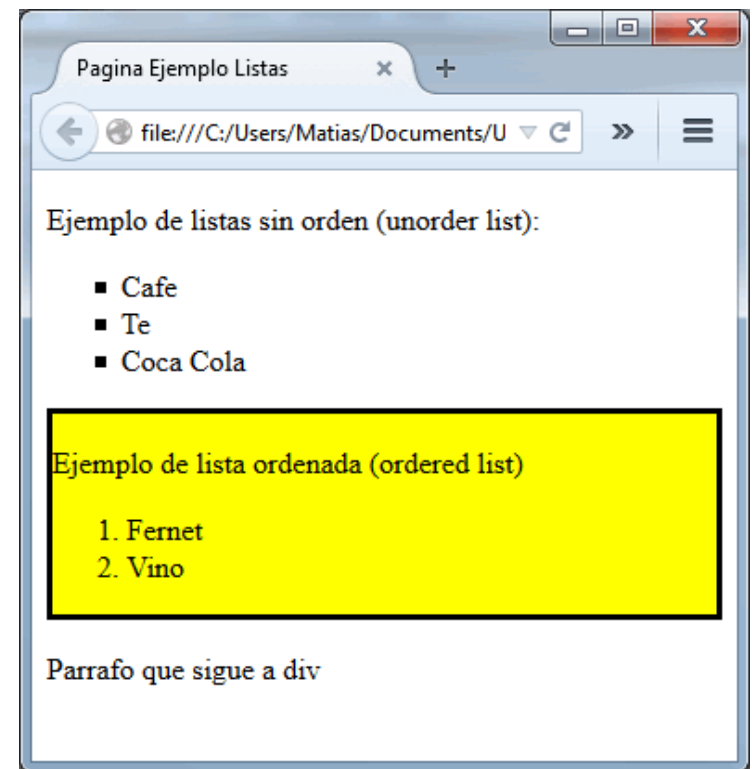 Pagina Ejemplo Listas
file:///C:/Users/Matias/Documents/U
Ejemplo de listas sin orden (unorder list):
Cafe
Te
Coca Cola
Ejemplo de lista ordenada (ordered list)
1. Fernet
2. Vino
Parrafo que sigue a div